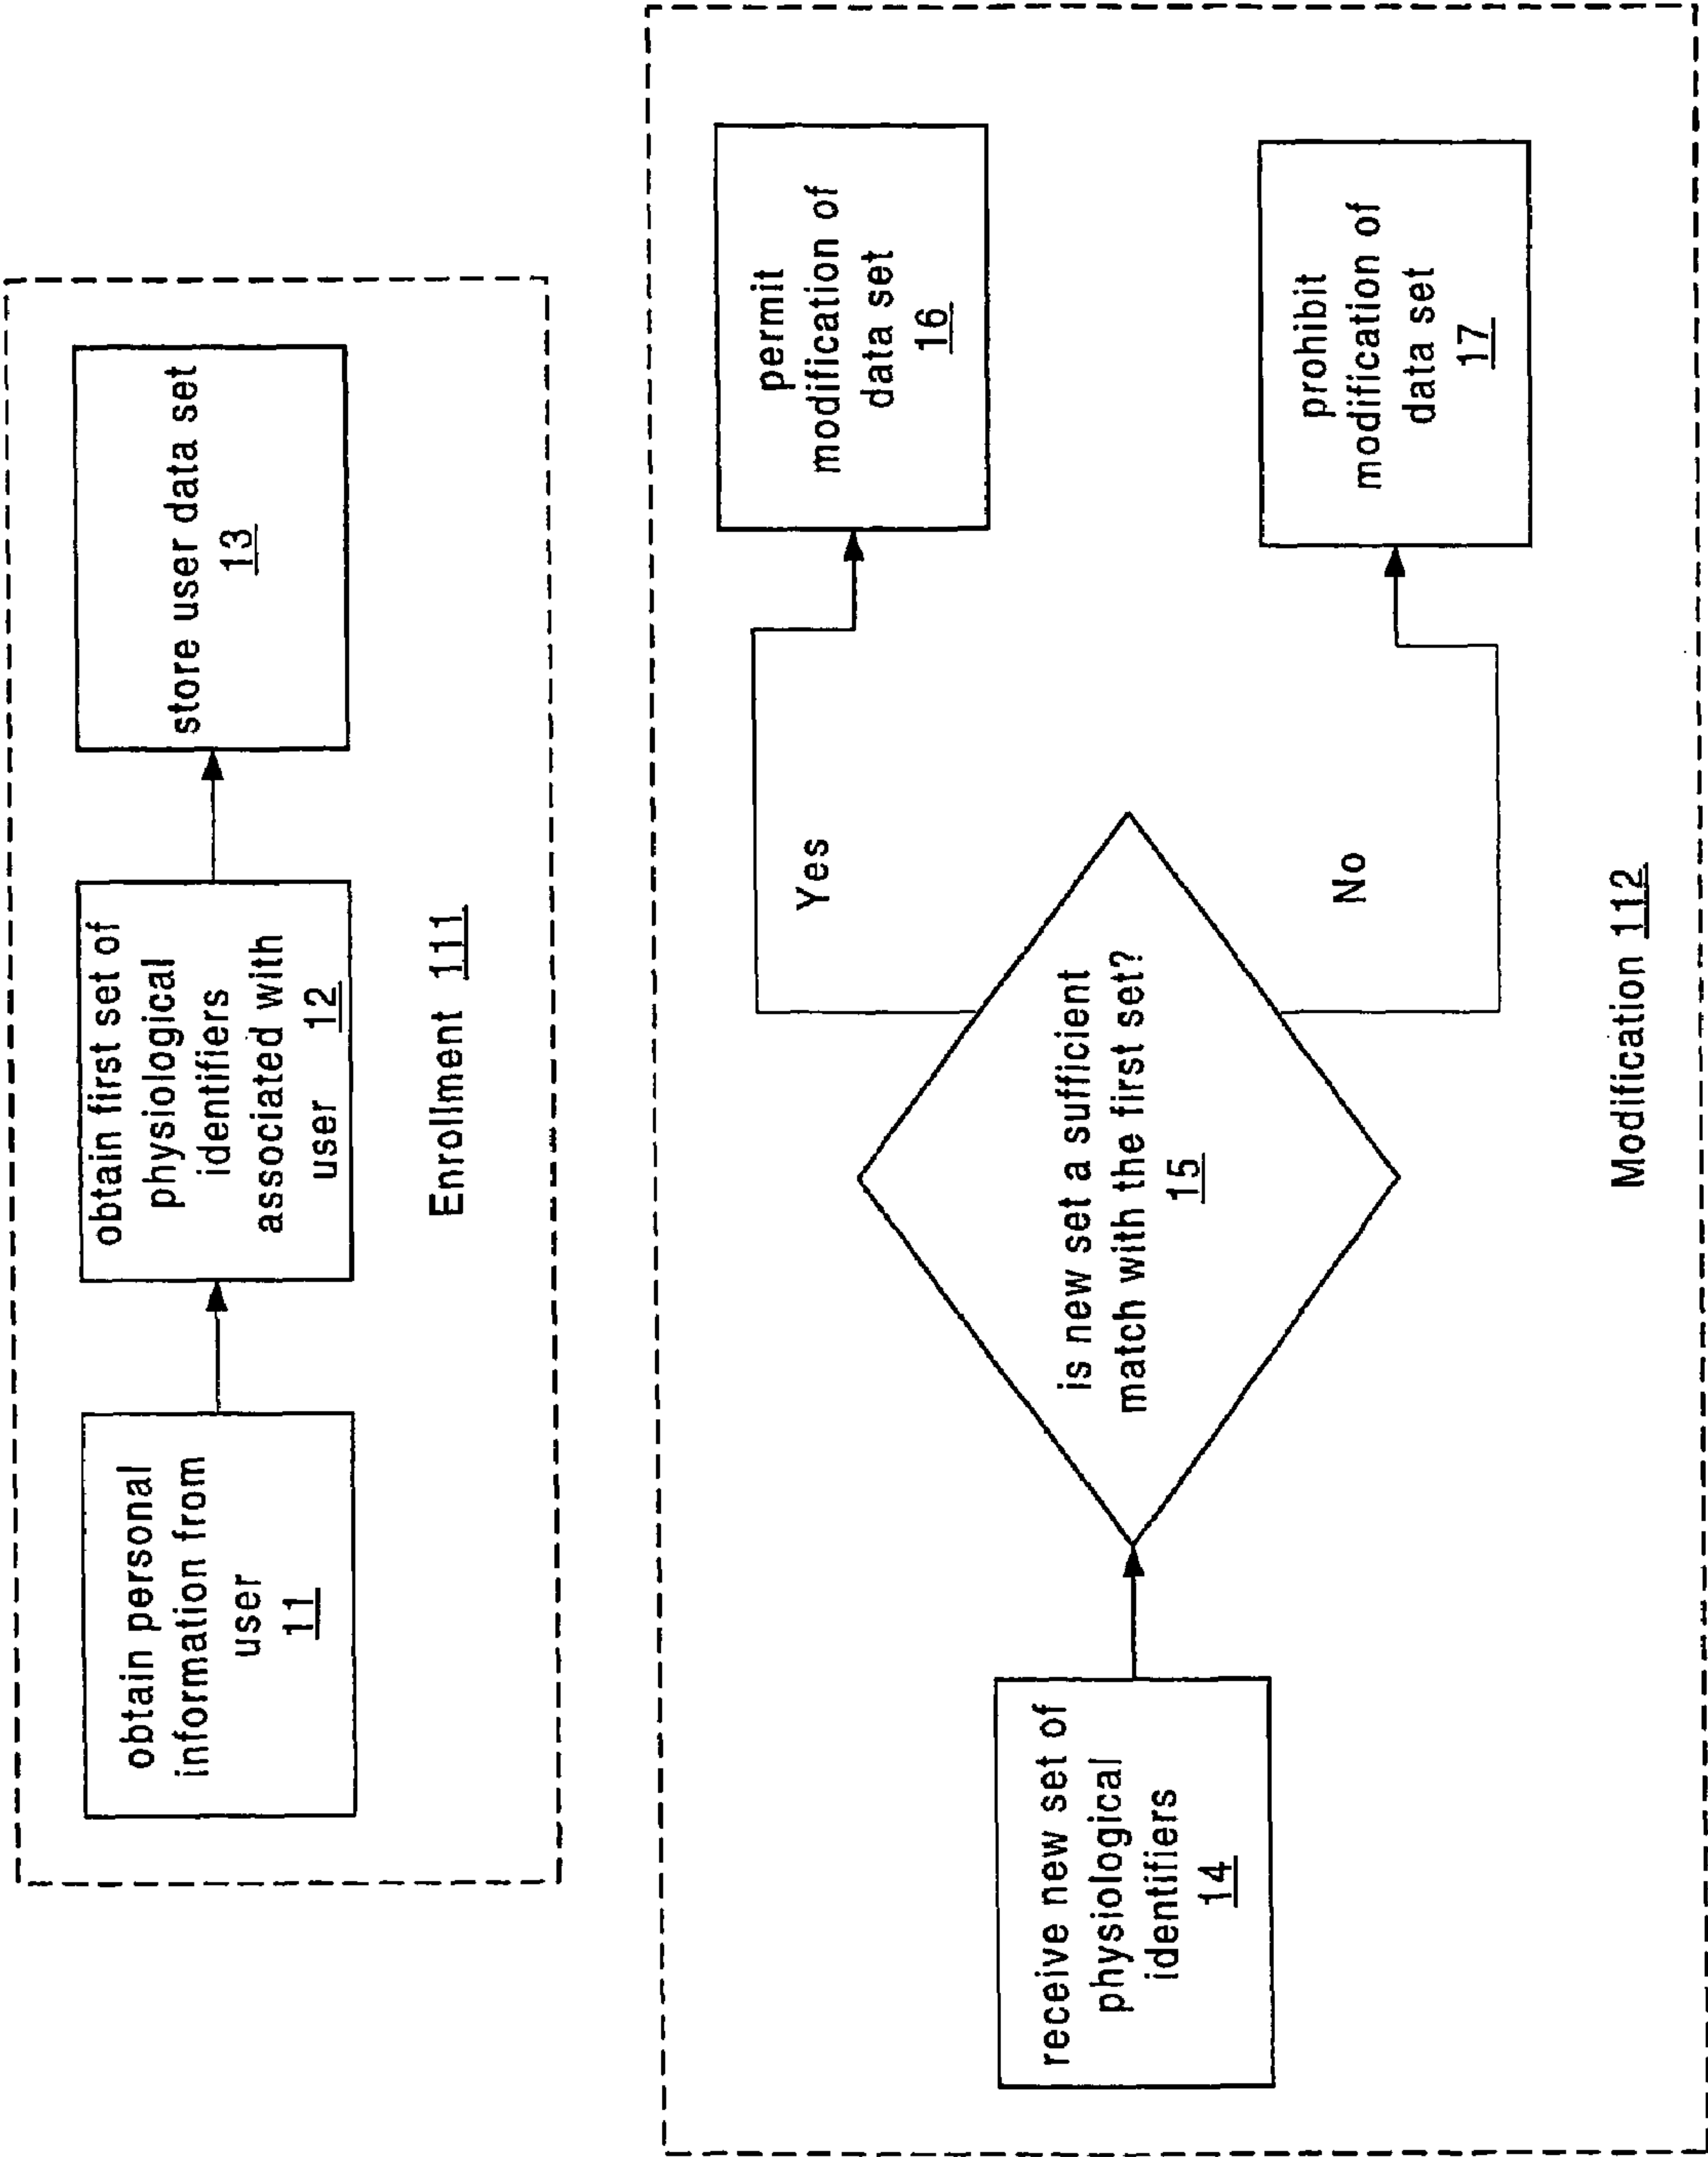 obtain personal
information from
user
11
obtain first set of
physiological
identifiers
associated with
user 12
store user data set
13
Enrollment 111
receive new set of
physiological
identifiers
14
is new set a sufficient
match with the first set?
15
Yes
No
permit
modification of
data set
16
prohibit
modification of
data set
17
Modification 112